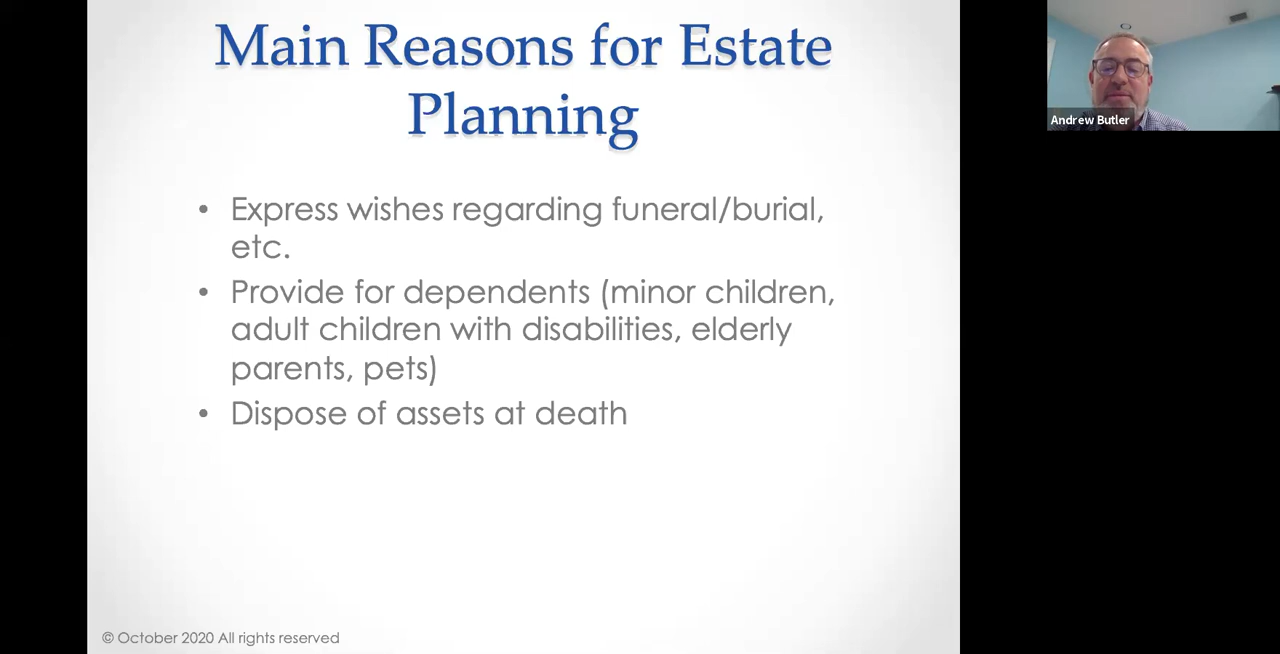 Main Reasons for Estate
Planning
• Express wishes regarding funeral/burial,
etc.
• Provide for dependents (minor children,
adult children with disabilities, elderly
parents, pets)
• Dispose of assets at death
© October 2020 All rights reserved
Andrew Butler